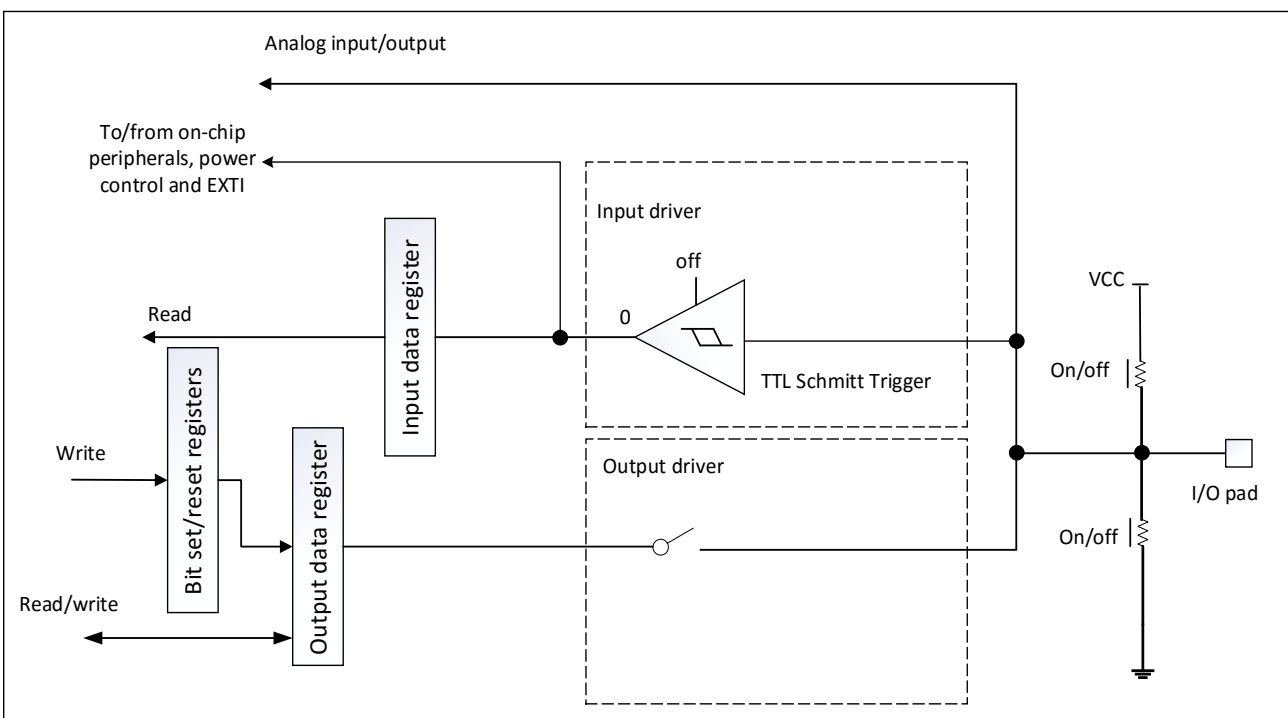 Analog input/output
To/from on-chip
peripherals, power
control and EXTI
Input driver
off
0
TTL Schmitt Trigger
Input data register
Read
VCC
On/off
Bit set/reset registers
Write
Output data register
Output driver
I/O pad
On/off
Read/write